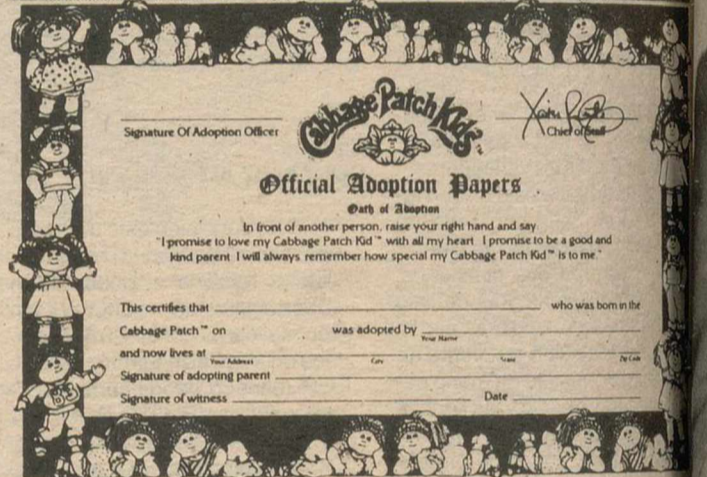 Cabbage Patch Kids™
Signature Of Adoption Officer
Chief of Staff
Official Adoption Papers
Oath of Adoption
In front of another person, raise your right hand and say
"I promise to love my Cabbage Patch Kid™ with all my heart. I promise to be a good and
kind parent. I will always remember how special my Cabbage Patch Kid™ is to me."
This certifies that who was born in the
Cabbage Patch™ on was adopted by
Your Name
and now lives at
Your Address City State Zip Code
Signature of adopting parent
Signature of witness Date